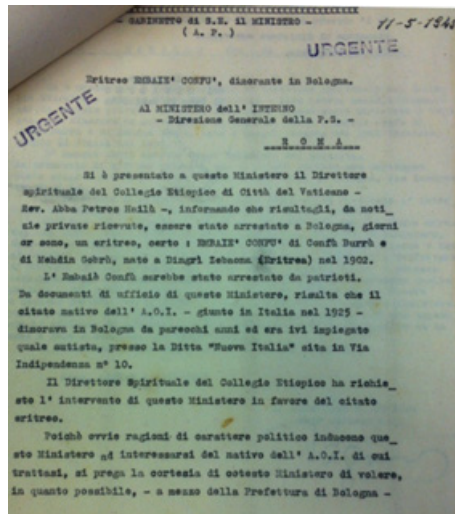 - GABINETTO di S.E. il MINISTRO -
( A. P. )
URGENTE
Eritreo EMBAIE' CONFU', dimorante in Bologna.
URGENTE
Al MINISTERO dell' INTERNO
- Direzione Generale della P.S. -
R O M A
Si è presentato a questo Ministero il Direttore
spirituale del Collegio Etiopico di Città del Vaticano -
Rev. Abba Petros Hailà -, informando che risultagli, da noti_
zie private ricevute, essere stato arrestato a Bologna, giorni
or sono, un eritreo, certo : EMBAIE' CONFU' di Confù Burrù e
di Mehdin Gobrù, nato a Dingri Zebaona (Eritrea) nel 1902.
L' Embaiè Confù sarebbe stato arrestato da patrioti.
Da documenti di ufficio di questo Ministero, risulta che il
citato nativo dell' A.O.I. - giunto in Italia nel 1925 -
dimorava in Bologna da parecchi anni ed era ivi impiegato
quale autista, presso la Ditta "Nuova Italia" sita in Via
Indipendenza n° 10.
Il Direttore Spirituale del Collegio Etiopico ha richie_
sto l' intervento di questo Ministero in favore del citato
eritreo.
Poichè ovvie ragioni di carattere politico inducono que_
sto Ministero ad interessarsi del nativo dell' A.O.I. di cui
trattasi, si prega la cortesia di cotesto Ministero di volere,
in quanto possibile, - a mezzo della Prefettura di Bologna -